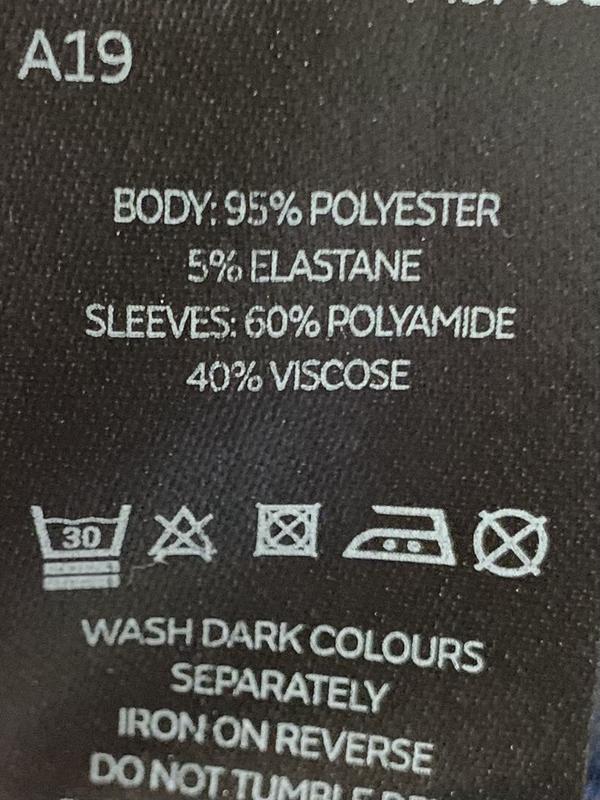 A19
BODY: 95% POLYESTER
5% ELASTANE
SLEEVES: 60% POLYAMIDE
40% VISCOSE
30
WASH DARK COLOURS
SEPARATELY
IRON ON REVERSE
DO NOT TUMBLE